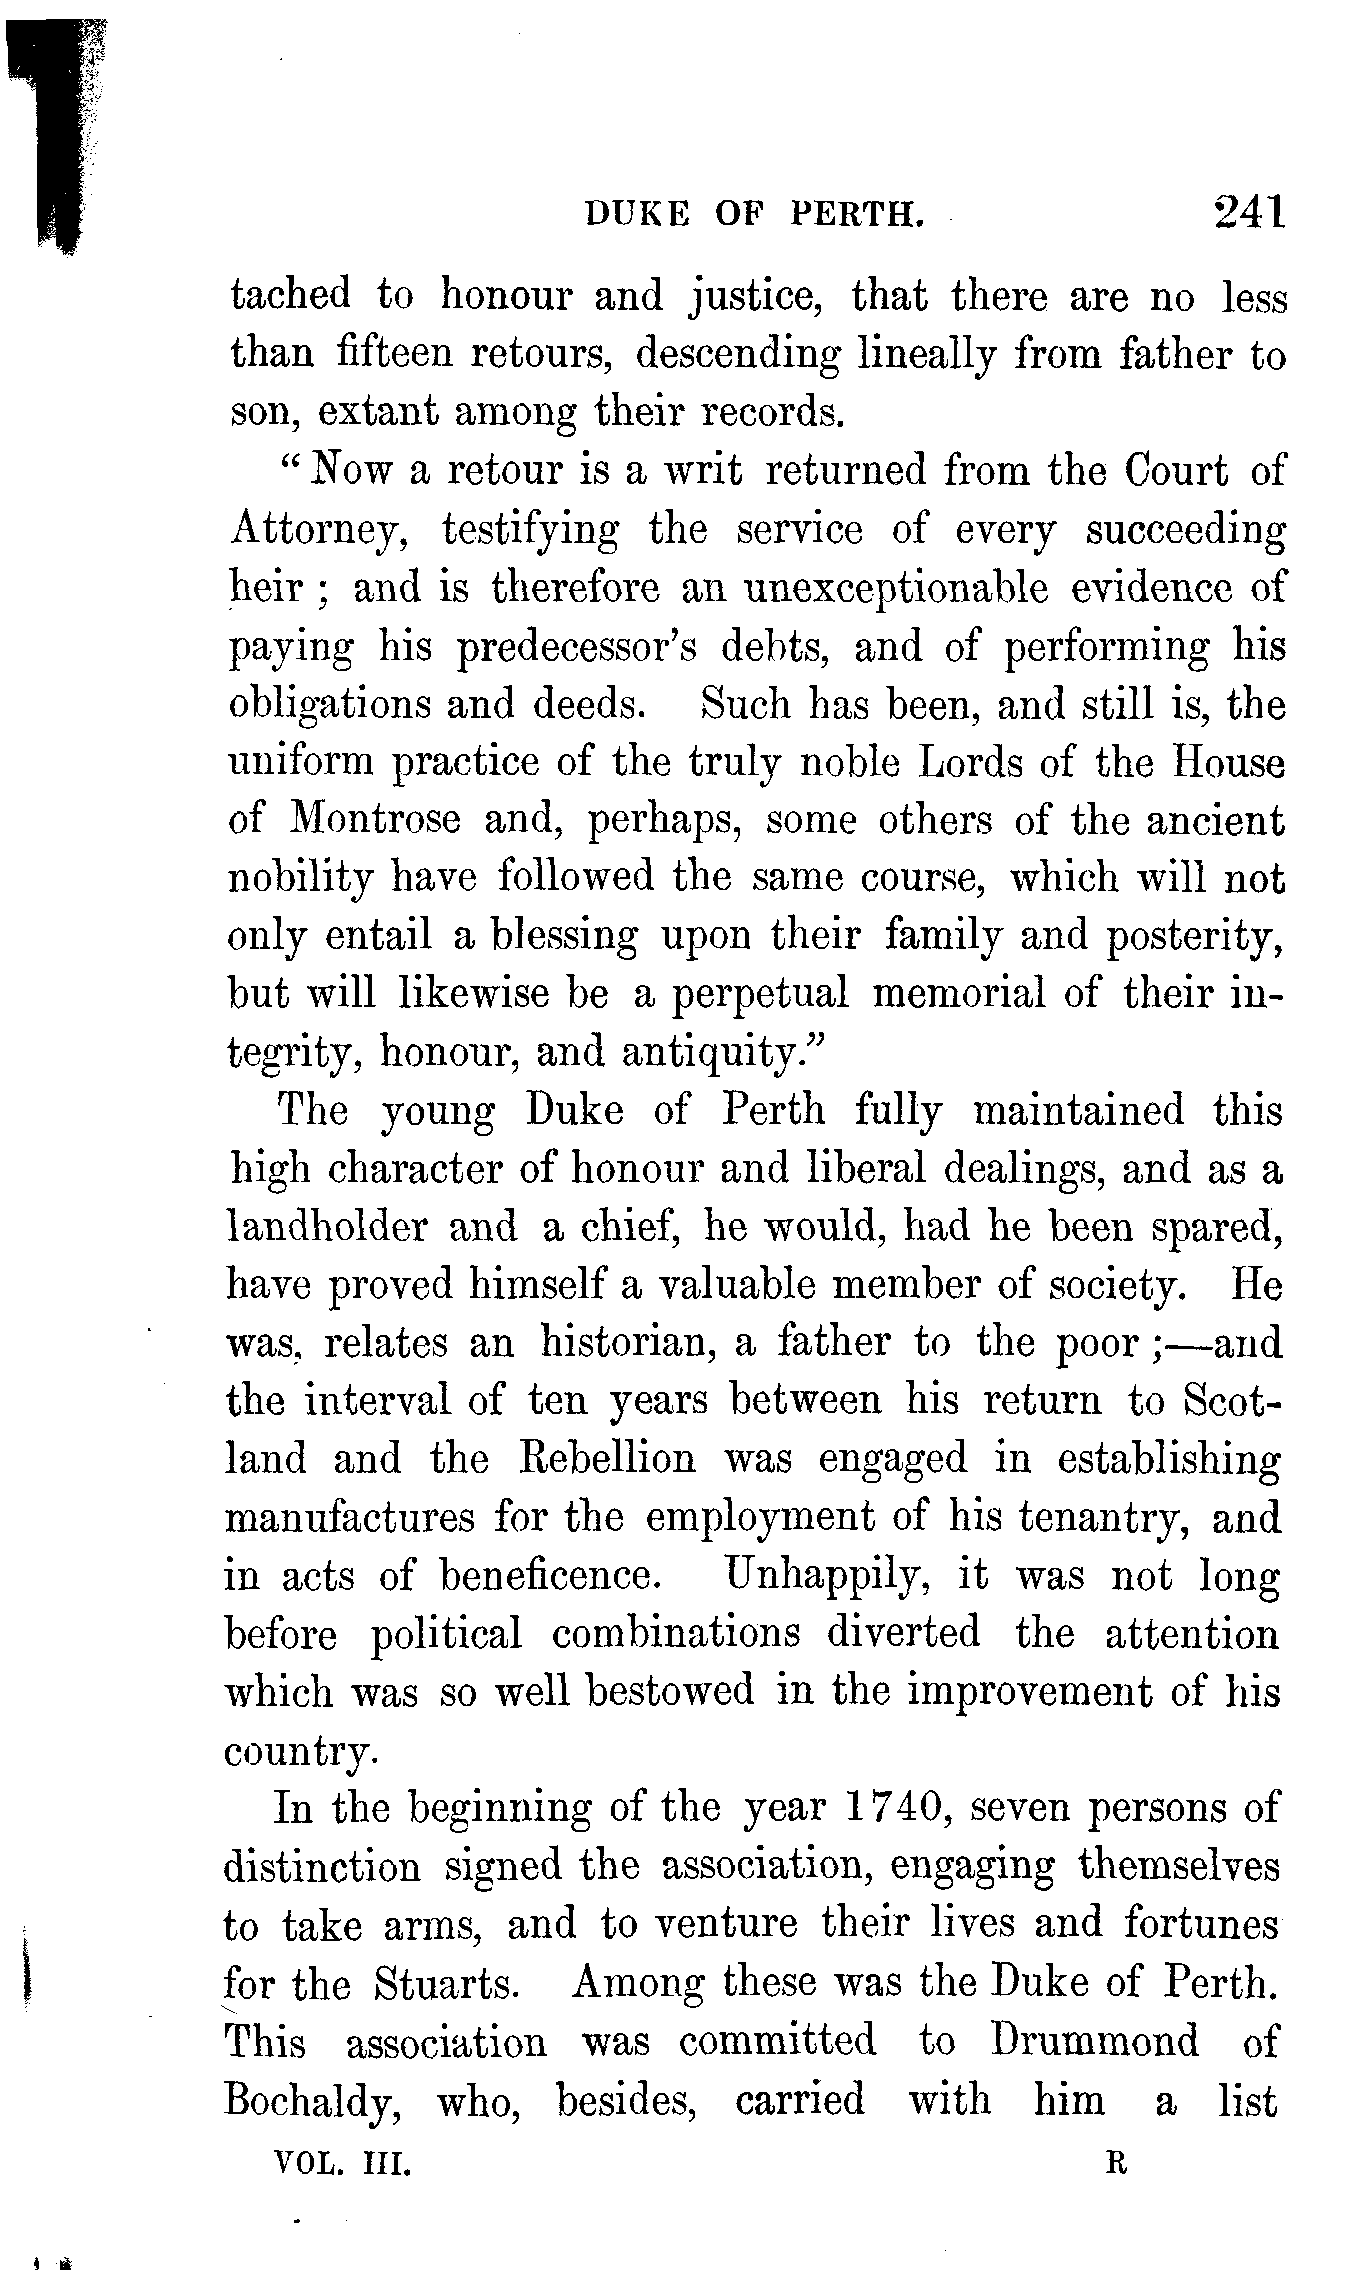 DUKE OF PERTH. 241
tached to honour and justice, that there are no less
than fifteen retours, descending lineally from father to
son, extant among their records.
“Now a retour is a writ returned from the Court of
Attorney, testifying the service of every succeeding
heir ; and is therefore an unexceptionable evidence of
paying his predecessor’s debts, and of performing his
obligations and deeds. Such has been, and still is, the
uniform practice of the truly noble Lords of the House
of Montrose and, perhaps, some others of the ancient
nobility have followed the same course, which will not
only entail a blessing upon their family and posterity,
but will likewise be a perpetual memorial of their in-
tegrity, honour, and antiquity.”
The young Duke of Perth fully maintained this
high character of honour and liberal dealings, and as a
landholder and a chief, he would, had he been spared,
have proved himself a valuable member of society. He
was, relates an historian, a father to the poor ;—and
the interval of ten years between his return to Scot-
land and the Rebellion was engaged in establishing
manufactures for the employment of his tenantry, and
in acts of beneficence. Unhappily, it was not long
before political combinations diverted the attention
which was so well bestowed in the improvement of his
country.
In the beginning of the year 1740, seven persons of
distinction signed the association, engaging themselves
to take arms, and to venture their lives and fortunes
for the Stuarts. Among these was the Duke of Perth.
This association was committed to Drummond of
Bochaldy, who, besides, carried with him a list
VOL. III. R